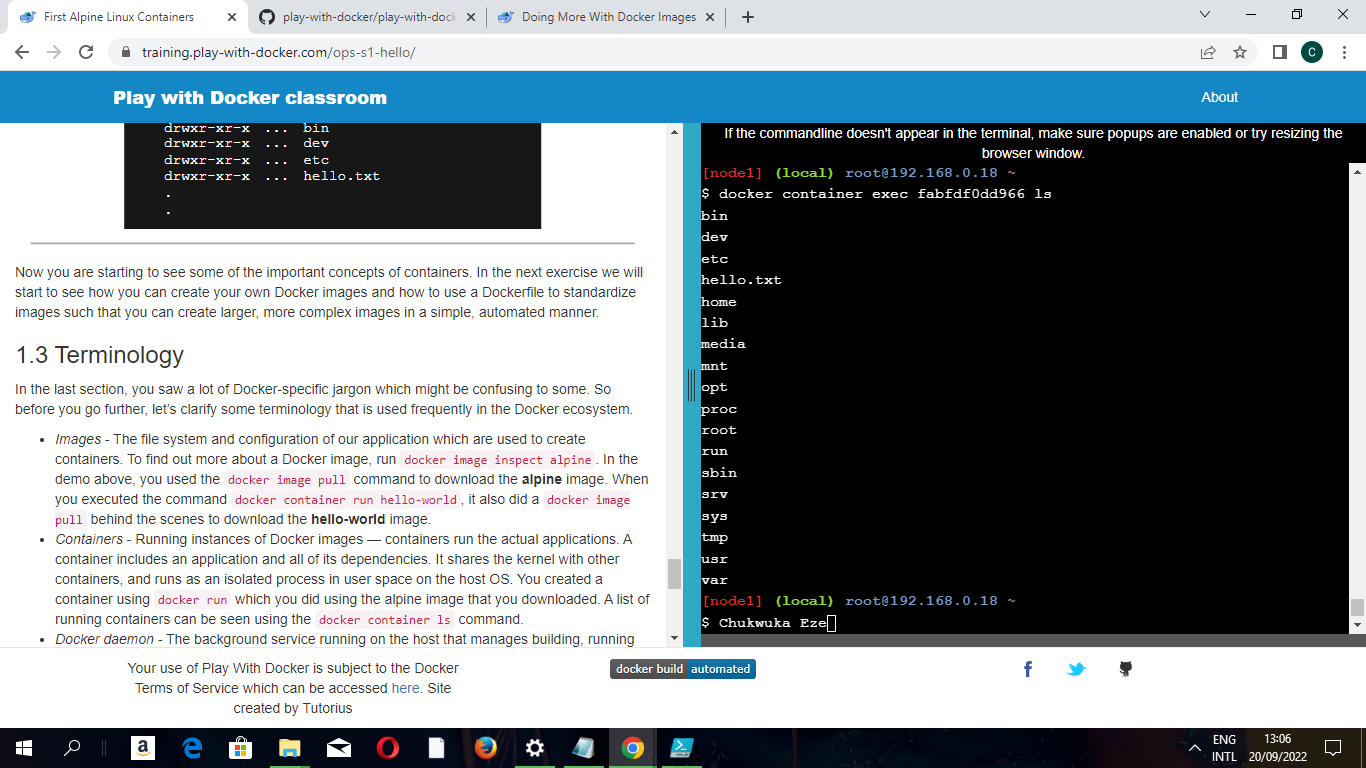 First Alpine Linux Containers
play-with-docker/play-with-dock
Doing More With Docker Images
training.play-with-docker.com/ops-s1-hello/
C
Play with Docker classroom
About
drwxr-xr-x ... bin
drwxr-xr-x ... dev
drwxr-xr-x ... etc
drwxr-xr-x ... hello.txt
.
.
Now you are starting to see some of the important concepts of containers. In the next exercise we will
start to see how you can create your own Docker images and how to use a Dockerfile to standardize
images such that you can create larger, more complex images in a simple, automated manner.
1.3 Terminology
In the last section, you saw a lot of Docker-specific jargon which might be confusing to some. So
before you go further, let's clarify some terminology that is used frequently in the Docker ecosystem.
• Images - The file system and configuration of our application which are used to create
containers. To find out more about a Docker image, run docker image inspect alpine. In the
demo above, you used the docker image pull command to download the alpine image. When
you executed the command docker container run hello-world, it also did a docker image
pull behind the scenes to download the hello-world image.
• Containers - Running instances of Docker images — containers run the actual applications. A
container includes an application and all of its dependencies. It shares the kernel with other
containers, and runs as an isolated process in user space on the host OS. You created a
container using docker run which you did using the alpine image that you downloaded. A list of
running containers can be seen using the docker container ls command.
• Docker daemon - The background service running on the host that manages building, running
If the commandline doesn't appear in the terminal, make sure popups are enabled or try resizing the
browser window.
[node1] (local) root@192.168.0.18 ~
$ docker container exec fabfdf0dd966 ls
bin
dev
etc
hello.txt
home
lib
media
mnt
opt
proc
root
run
sbin
srv
sys
tmp
usr
var
[node1] (local) root@192.168.0.18 ~
$ Chukwuka Eze
Your use of Play With Docker is subject to the Docker
Terms of Service which can be accessed here. Site
created by Tutorius
docker build automated
ENG
INTL
13:06
20/09/2022